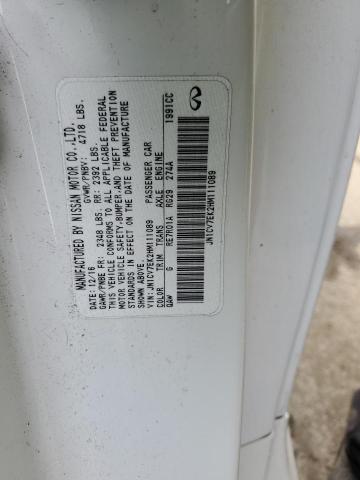 MANUFACTURED BY NISSAN MOTOR CO.,LTD.
DATE: 12/16 GVWR/PNBV: 4718 LBS.
GAWR/PNBE FR: 2348 LBS. RR: 2392 LBS.
THIS VEHICLE CONFORMS TO ALL APPLICABLE FEDERAL
MOTOR VEHICLE SAFETY,BUMPER,AND THEFT PREVENTION
STANDARDS IN EFFECT ON THE DATE OF MANUFACTURE
SHOWN ABOVE.
VIN: JN1CV7EK2HM111089 PASSENGER CAR
COLOR TRIM TRANS AXLE ENGINE
QAW G RE7R01A RG29 274A 1991CC
JN1CV7EK2HM111089